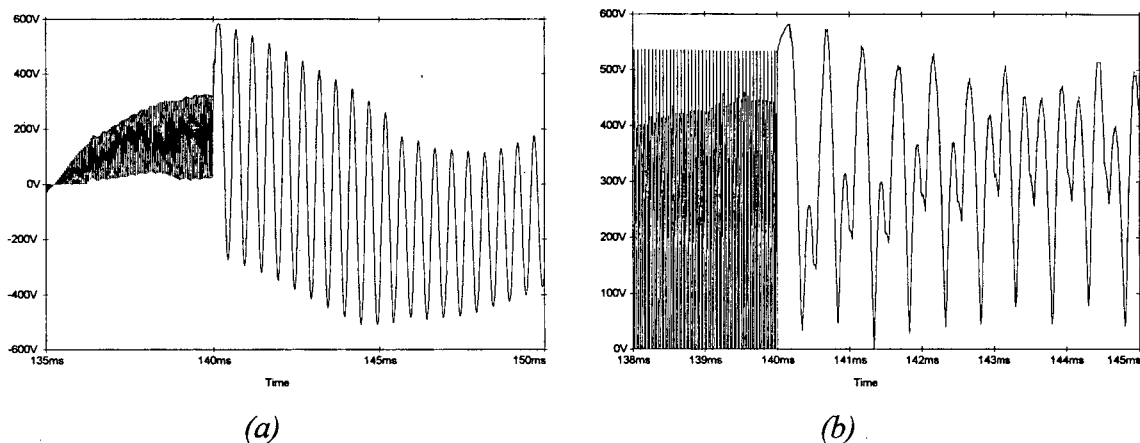 600V
400V
200V
0V
-200V
-400V
-600V
135ms
140ms
145ms
150ms
Time
(a)
600V
500V
400V
300V
200V
100V
0V
138ms
139ms
140ms
141ms
142ms
143ms
144ms
145ms
Time
(b)